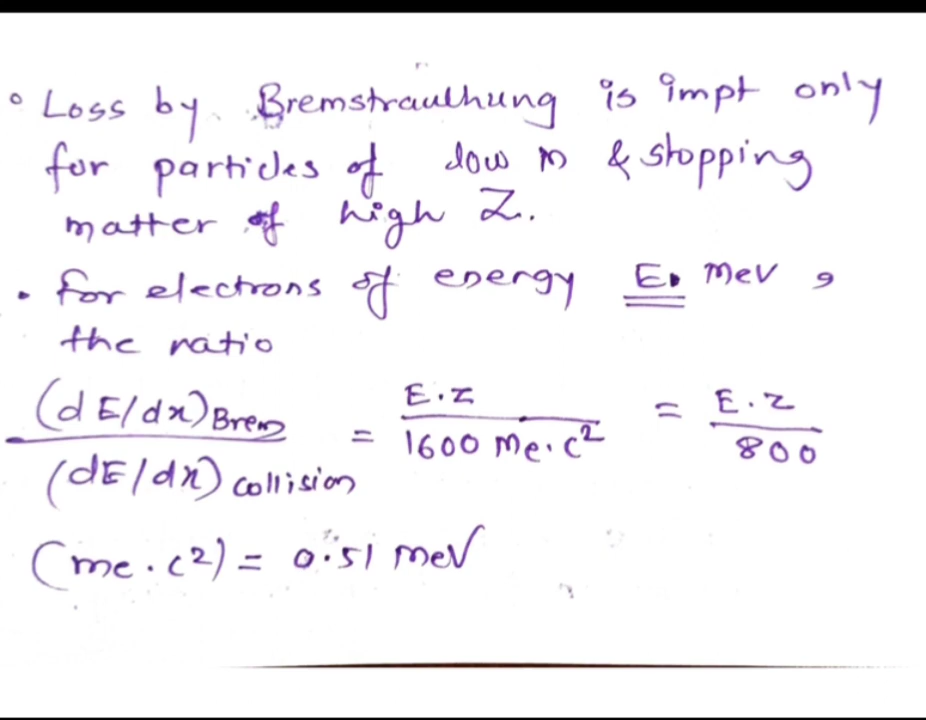 ° Loss by Bremstraulhung is impt only
for particles of low m & stopping
matter of high Z.
• for electrons of energy E. MeV ,
the ratio
(dE/dx)Brem / (dE/dx) collision = E.Z / 1600 me.c² = E.Z / 800
(me.c²) = 0.51 MeV